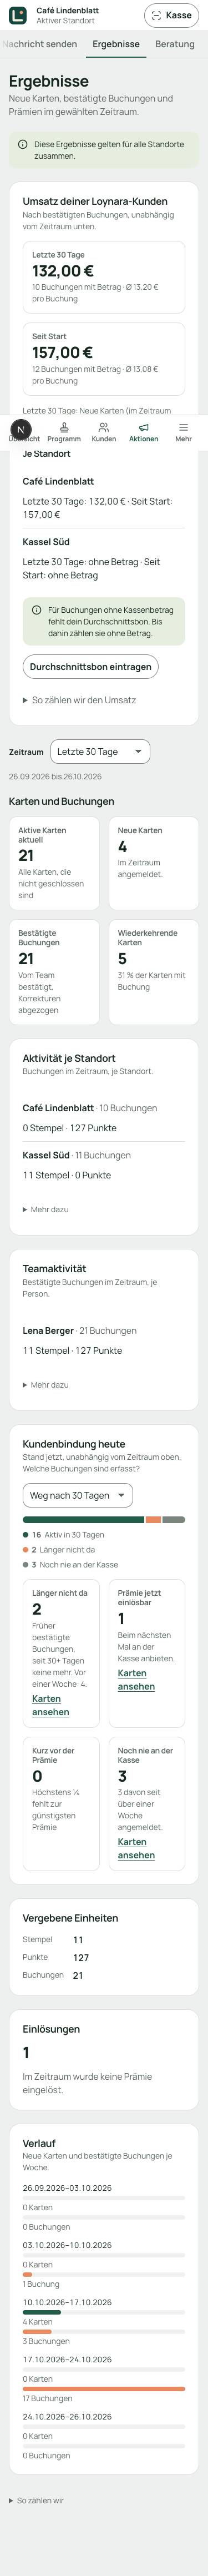 Café Lindenblatt
Aktiver Standort
Kasse
Nachricht senden
Ergebnisse
Beratung
Ergebnisse
Neue Karten, bestätigte Buchungen und
Prämien im gewählten Zeitraum.
Diese Ergebnisse gelten für alle Standorte
zusammen.
Umsatz deiner Loynara-Kunden
Nach bestätigten Buchungen, unabhängig
vom Zeitraum unten.
Letzte 30 Tage
132,00 €
10 Buchungen mit Betrag · Ø 13,20 €
pro Buchung
Seit Start
157,00 €
12 Buchungen mit Betrag · Ø 13,08 €
pro Buchung
Letzte 30 Tage: Neue Karten (im Zeitraum
N
Programm
Kunden
Aktionen
Mehr
Je Standort
Café Lindenblatt
Letzte 30 Tage: 132,00 € · Seit Start:
157,00 €
Kassel Süd
Letzte 30 Tage: ohne Betrag · Seit
Start: ohne Betrag
Für Buchungen ohne Kassenbetrag
fehlt dein Durchschnittsbon. Bis
dahin zählen sie ohne Betrag.
Durchschnittsbon eintragen
So zählen wir den Umsatz
Zeitraum
Letzte 30 Tage
26.09.2026 bis 26.10.2026
Karten und Buchungen
Aktive Karten
aktuell
21
Alle Karten, die
nicht geschlossen
sind
Neue Karten
4
Im Zeitraum
angemeldet.
Bestätigte
Buchungen
21
Vom Team
bestätigt,
Korrekturen
abgezogen
Wiederkehrende
Karten
5
31 % der Karten mit
Buchung
Aktivität je Standort
Buchungen im Zeitraum, je Standort.
Café Lindenblatt · 10 Buchungen
0 Stempel · 127 Punkte
Kassel Süd · 11 Buchungen
11 Stempel · 0 Punkte
Mehr dazu
Teamaktivität
Bestätigte Buchungen im Zeitraum, je
Person.
Lena Berger · 21 Buchungen
11 Stempel · 127 Punkte
Mehr dazu
Kundenbindung heute
Stand jetzt, unabhängig vom Zeitraum oben.
Welche Buchungen sind erfasst?
Weg nach 30 Tagen
16 Aktiv in 30 Tagen
2 Länger nicht da
3 Noch nie an der Kasse
Länger nicht da
2
Früher
bestätigte
Buchungen,
seit 30+ Tagen
keine mehr. Vor
einer Woche: 4.
Karten
ansehen
Prämie jetzt
einlösbar
1
Beim nächsten
Mal an der
Kasse anbieten.
Karten
ansehen
Kurz vor der
Prämie
0
Höchstens ¼
fehlt zur
günstigsten
Prämie
Noch nie an der
Kasse
3
3 davon seit
über einer
Woche
angemeldet.
Karten
ansehen
Vergebene Einheiten
Stempel 11
Punkte 127
Buchungen 21
Einlösungen
1
Im Zeitraum wurde keine Prämie
eingelöst.
Verlauf
Neue Karten und bestätigte Buchungen je
Woche.
26.09.2026–03.10.2026
0 Karten
0 Buchungen
03.10.2026–10.10.2026
0 Karten
1 Buchung
10.10.2026–17.10.2026
4 Karten
3 Buchungen
17.10.2026–24.10.2026
0 Karten
17 Buchungen
24.10.2026–26.10.2026
0 Karten
0 Buchungen
So zählen wir